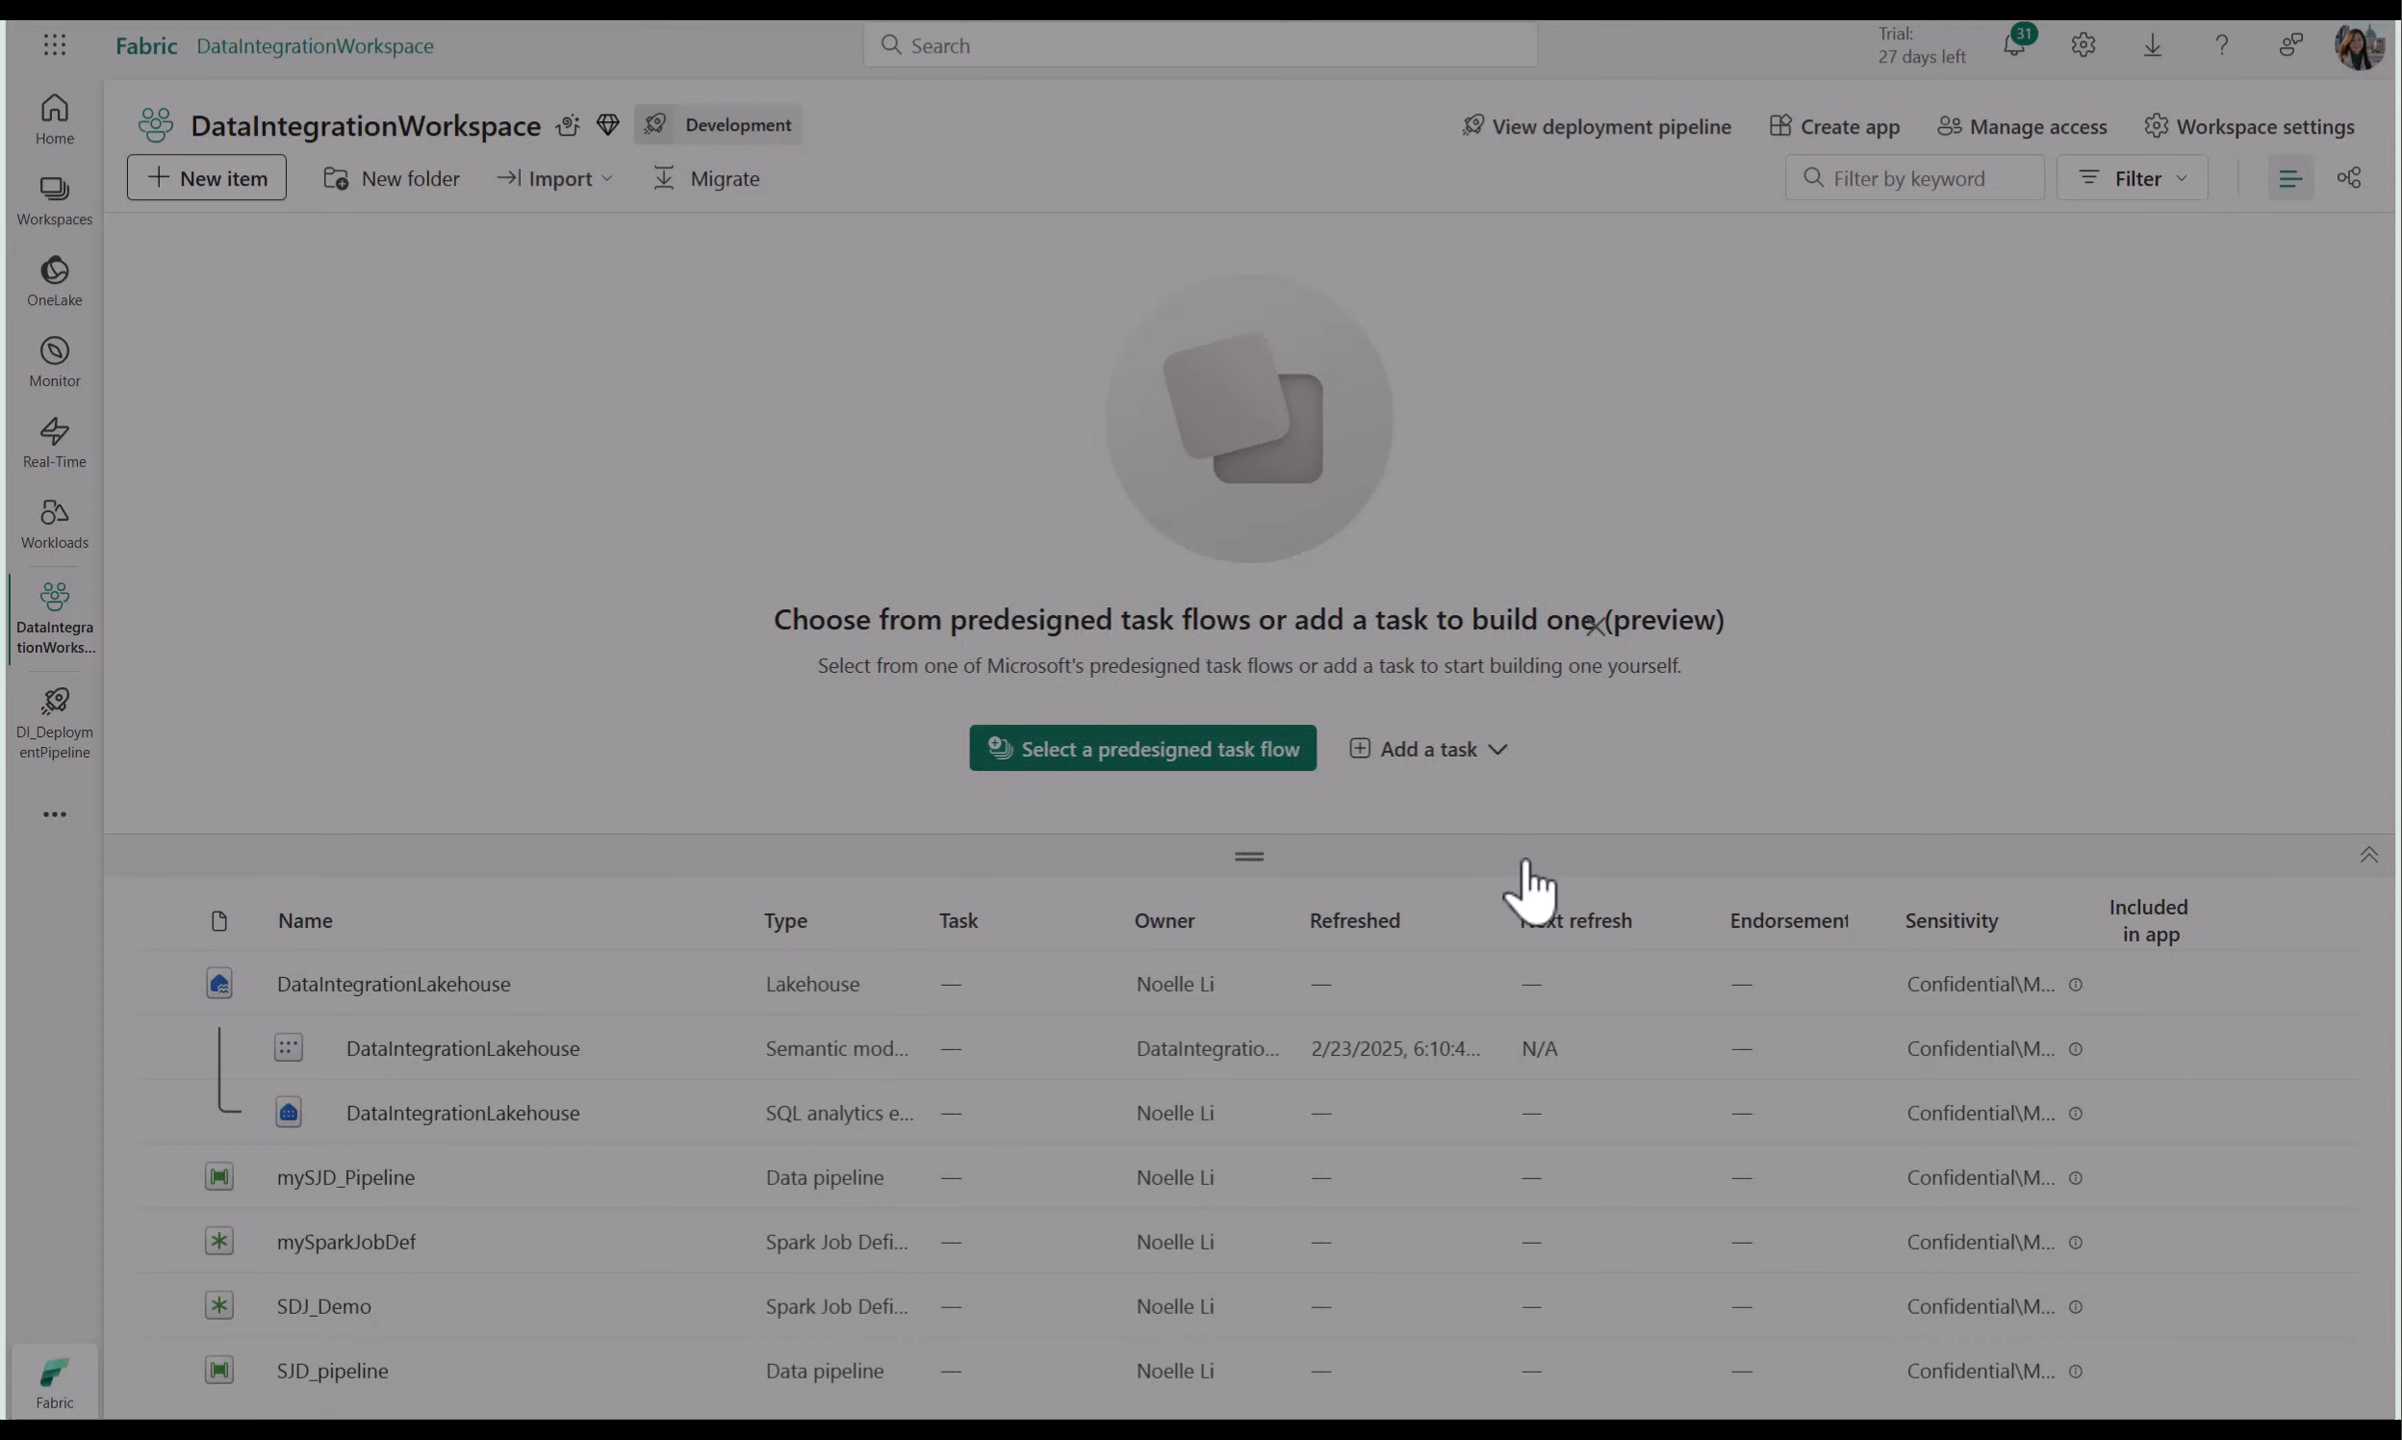 Fabric DataIntegrationWorkspace
Search
Trial:
27 days left
31
Home
Workspaces
OneLake
Monitor
Real-Time
Workloads
DataIntegra
tionWorks...
DI_Deploym
entPipeline
Fabric
DataIntegrationWorkspace
Development
View deployment pipeline
Create app
Manage access
Workspace settings
New item
New folder
Import
Migrate
Filter by keyword
Filter
Choose from predesigned task flows or add a task to build one (preview)
Select from one of Microsoft's predesigned task flows or add a task to start building one yourself.
Select a predesigned task flow
Add a task
Name Type Task Owner Refreshed refresh Endorsement Sensitivity Included
in app
DataIntegrationLakehouse Lakehouse — Noelle Li — — — Confidential\M...
DataIntegrationLakehouse Semantic mod... — DataIntegratio... 2/23/2025, 6:10:4... N/A — Confidential\M...
DataIntegrationLakehouse SQL analytics e... — Noelle Li — — — Confidential\M...
mySJD_Pipeline Data pipeline — Noelle Li — — — Confidential\M...
mySparkJobDef Spark Job Defi... — Noelle Li — — — Confidential\M...
SDJ_Demo Spark Job Defi... — Noelle Li — — — Confidential\M...
SJD_pipeline Data pipeline — Noelle Li — — — Confidential\M...